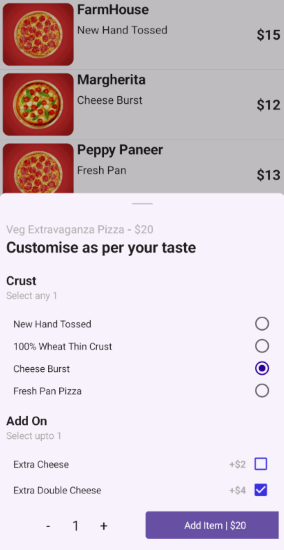 FarmHouse
New Hand Tossed
$15
Margherita
Cheese Burst
$12
Peppy Paneer
Fresh Pan
$13
Veg Extravaganza Pizza - $20
Customise as per your taste
Crust
Select any 1
New Hand Tossed
100% Wheat Thin Crust
Cheese Burst
Fresh Pan Pizza
Add On
Select upto 1
Extra Cheese +$2
Extra Double Cheese +$4
- 1 + Add Item | $20